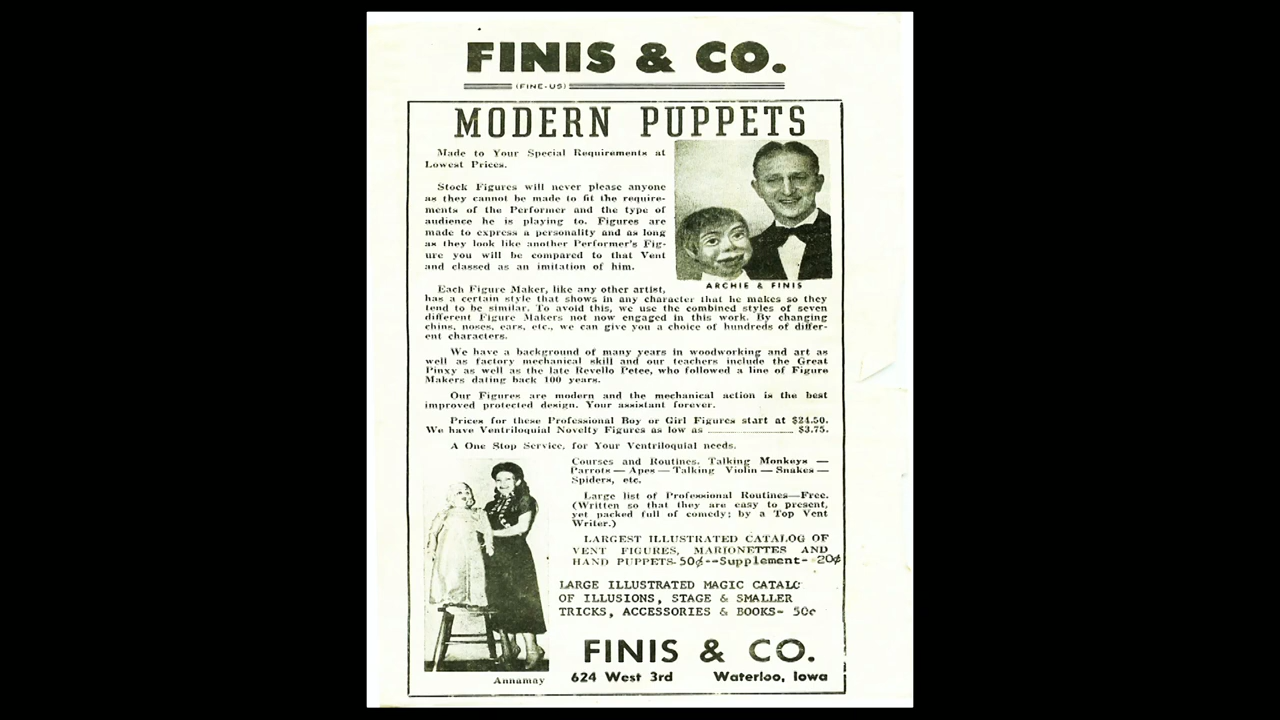 FINIS & CO.
(FINE-US)
MODERN PUPPETS
Made to Your Special Requirements at
Lowest Prices.
Stock Figures will never please anyone
as they cannot be made to fit the require-
ments of the Performer and the type of
audience he is playing to. Figures are
made to express a personality and as long
as they look like another Performer's Fig-
ure you will be compared to that Vent
and classed as an imitation of him.
ARCHIE & FINIS
Each Figure Maker, like any other artist,
has a certain style that shows in any character that he makes so they
tend to be similar. To avoid this, we use the combined styles of seven
different Figure Makers not now engaged in this work. By changing
chins, noses, ears, etc., we can give you a choice of hundreds of differ-
ent characters.
We have a background of many years in woodworking and art as
well as factory mechanical skill and our teachers include the Great
Pinxy as well as the late Revello Petee, who followed a line of Figure
Makers dating back 100 years.
Our Figures are modern and the mechanical action is the best
improved protected design. Your assistant forever.
Prices for these Professional Boy or Girl Figures start at $24.50.
We have Ventriloquial Novelty Figures as low as ____________ $3.75.
A One Stop Service, for Your Ventriloquial needs.
Courses and Routines. Talking Monkeys —
Parrots — Apes — Talking Violin — Snakes —
Spiders, etc.
Large list of Professional Routines—Free.
(Written so that they are easy to present,
yet packed full of comedy; by a Top Vent
Writer.)
LARGEST ILLUSTRATED CATALOG OF
VENT FIGURES, MARIONETTES AND
HAND PUPPETS- 50¢--Supplement- 20¢
LARGE ILLUSTRATED MAGIC CATALC
OF ILLUSIONS, STAGE & SMALLER
TRICKS, ACCESSORIES & BOOKS- 50¢
Annamay
FINIS & CO.
624 West 3rd Waterloo, Iowa